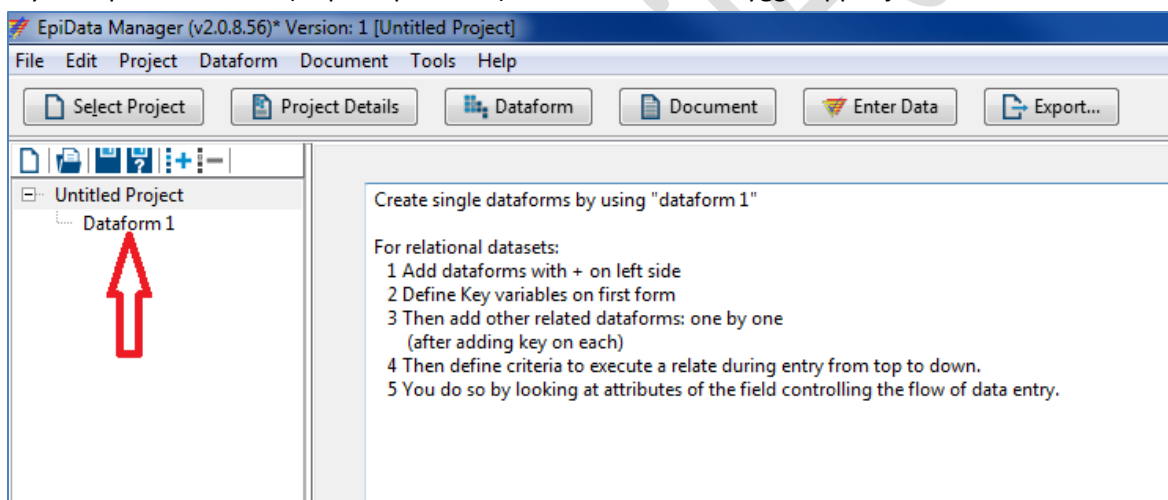 EpiData Manager (v2.0.8.56)* Version: 1 [Untitled Project]
File Edit Project Dataform Document Tools Help
Select Project Project Details Dataform Document Enter Data Export...
Untitled Project
Dataform 1
Create single dataforms by using "dataform 1"
For relational datasets:
1 Add dataforms with + on left side
2 Define Key variables on first form
3 Then add other related dataforms: one by one
(after adding key on each)
4 Then define criteria to execute a relate during entry from top to down.
5 You do so by looking at attributes of the field controlling the flow of data entry.